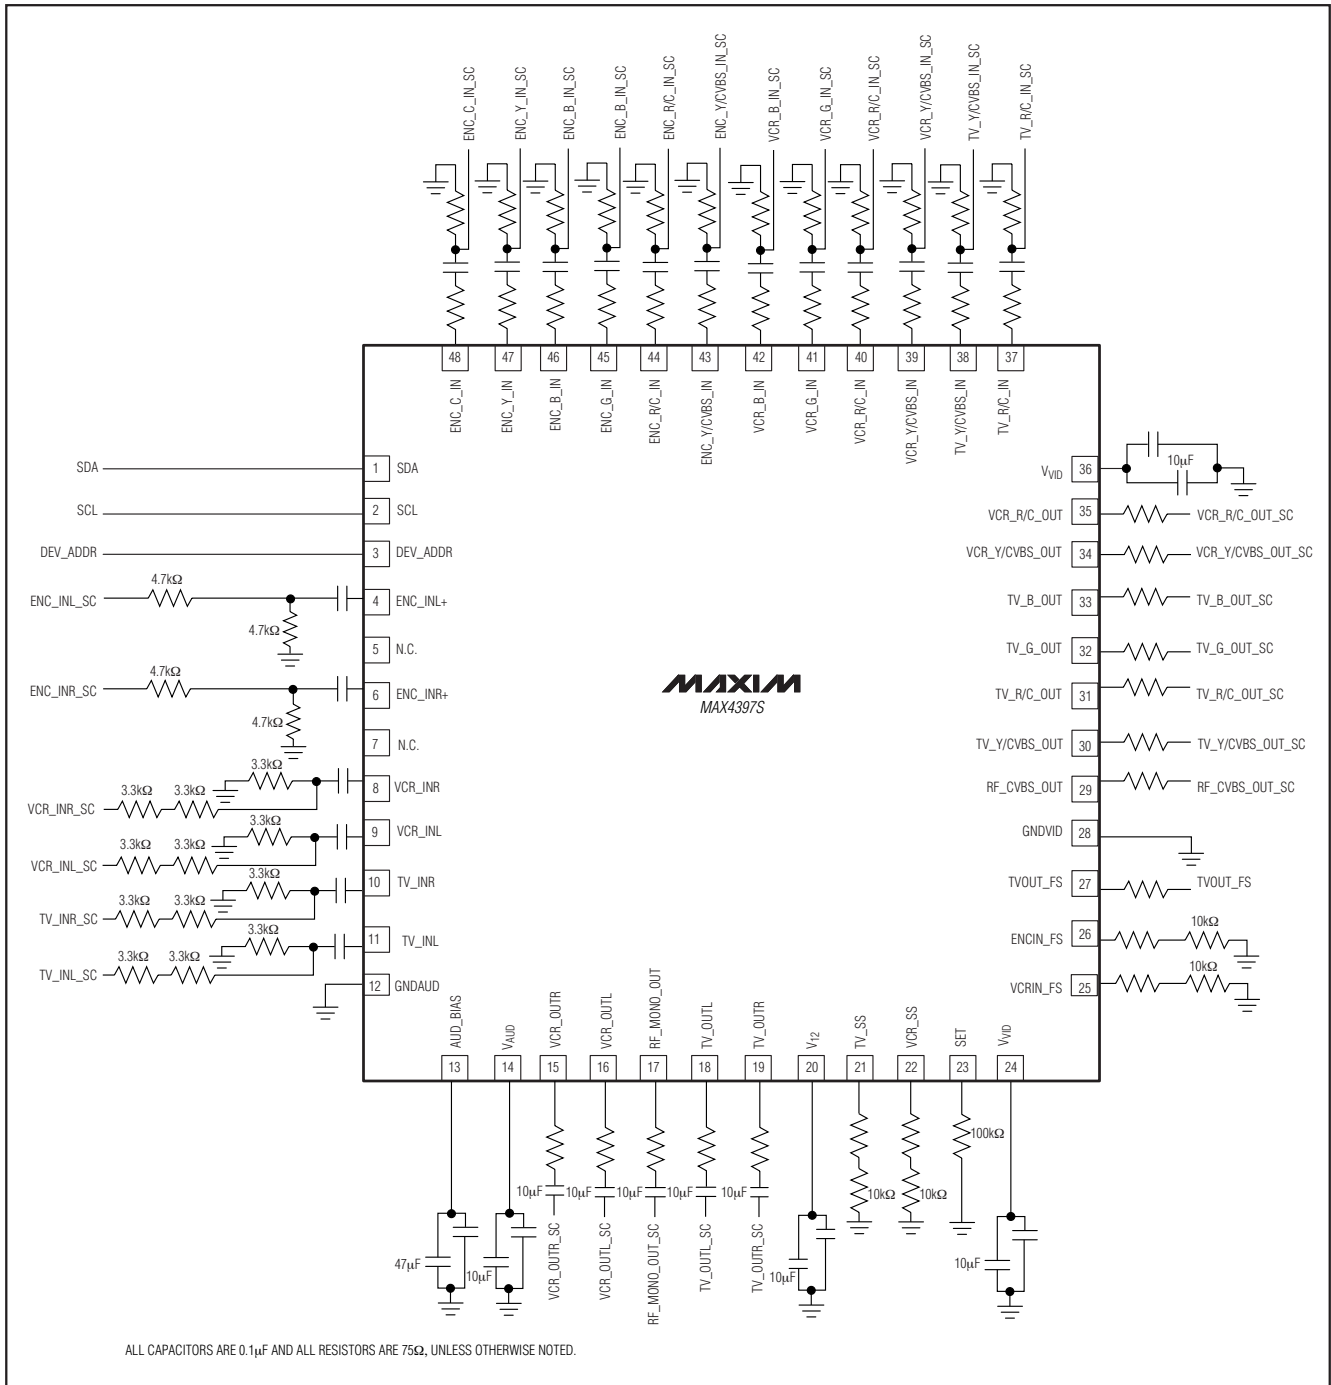 ENC_C_IN_SC
ENC_Y_IN_SC
ENC_B_IN_SC
ENC_B_IN_SC
ENC_R/C_IN_SC
ENC_Y/CVBS_IN_SC
VCR_B_IN_SC
VCR_G_IN_SC
VCR_R/C_IN_SC
VCR_Y/CVBS_IN_SC
TV_Y/CVBS_IN_SC
TV_R/C_IN_SC
48
47
46
45
44
43
42
41
40
39
38
37
ENC_C_IN
ENC_Y_IN
ENC_B_IN
ENC_G_IN
ENC_R/C_IN
ENC_Y/CVBS_IN
VCR_B_IN
VCR_G_IN
VCR_R/C_IN
VCR_Y/CVBS_IN
TV_Y/CVBS_IN
TV_R/C_IN
SDA
1
SDA
SCL
2
SCL
DEV_ADDR
3
DEV_ADDR
ENC_INL_SC
4.7kΩ
4.7kΩ
4
ENC_INL+
5
N.C.
ENC_INR_SC
4.7kΩ
4.7kΩ
6
ENC_INR+
7
N.C.
VCR_INR_SC
3.3kΩ
3.3kΩ
3.3kΩ
8
VCR_INR
VCR_INL_SC
3.3kΩ
3.3kΩ
3.3kΩ
9
VCR_INL
TV_INR_SC
3.3kΩ
3.3kΩ
3.3kΩ
10
TV_INR
TV_INL_SC
3.3kΩ
3.3kΩ
3.3kΩ
11
TV_INL
12
GNDAUD
MAXIM
MAX4397S
VVID
36
10µF
VCR_R/C_OUT
35
VCR_R/C_OUT_SC
VCR_Y/CVBS_OUT
34
VCR_Y/CVBS_OUT_SC
TV_B_OUT
33
TV_B_OUT_SC
TV_G_OUT
32
TV_G_OUT_SC
TV_R/C_OUT
31
TV_R/C_OUT_SC
TV_Y/CVBS_OUT
30
TV_Y/CVBS_OUT_SC
RF_CVBS_OUT
29
RF_CVBS_OUT_SC
GNDVID
28
TVOUT_FS
27
TVOUT_FS
ENCIN_FS
26
10kΩ
VCRIN_FS
25
10kΩ
AUD_BIAS
VAUD
VCR_OUTR
VCR_OUTL
RF_MONO_OUT
TV_OUTL
TV_OUTR
V12
TV_SS
VCR_SS
SET
VVID
13
14
15
16
17
18
19
20
21
22
23
24
47µF
10µF
10µF
10µF
10µF
10µF
10µF
10µF
10kΩ
10kΩ
100kΩ
10µF
VCR_OUTR_SC
VCR_OUTL_SC
RF_MONO_OUT_SC
TV_OUTL_SC
TV_OUTR_SC
ALL CAPACITORS ARE 0.1µF AND ALL RESISTORS ARE 75Ω, UNLESS OTHERWISE NOTED.